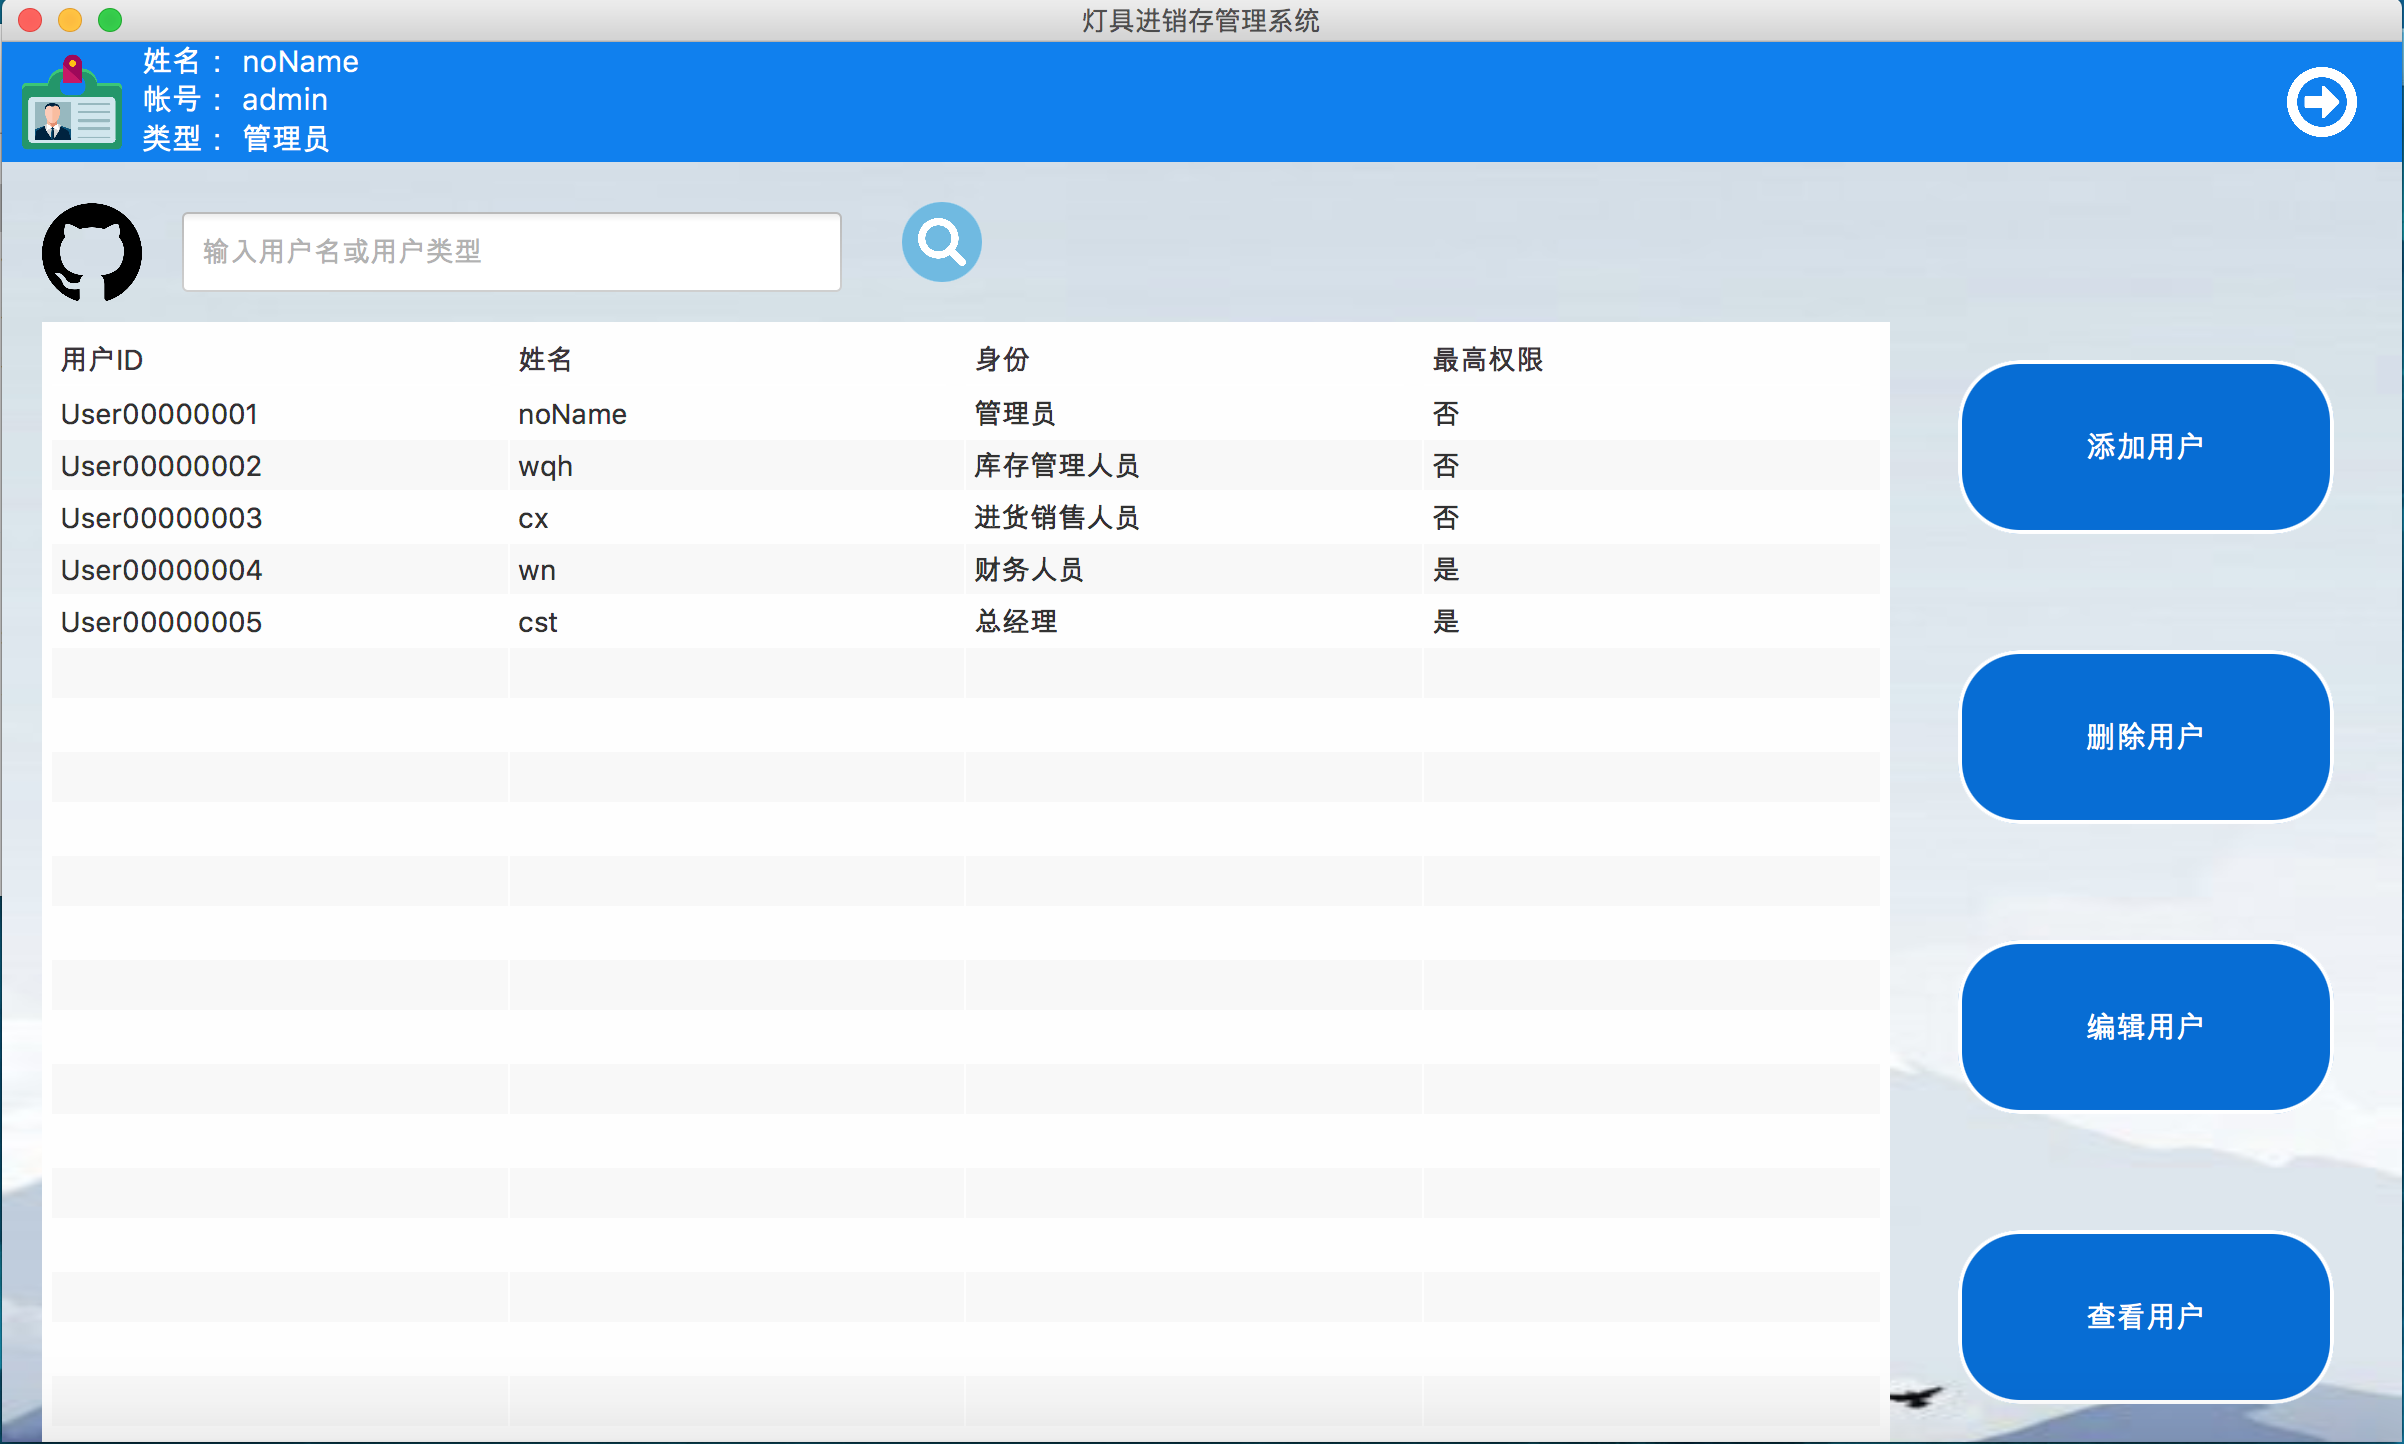 灯具进销存管理系统
姓名： noName
帐号： admin
类型： 管理员
输入用户名或用户类型
用户ID 姓名 身份 最高权限
User00000001 noName 管理员 否
User00000002 wqh 库存管理人员 否
User00000003 cx 进货销售人员 否
User00000004 wn 财务人员 是
User00000005 cst 总经理 是
添加用户
删除用户
编辑用户
查看用户